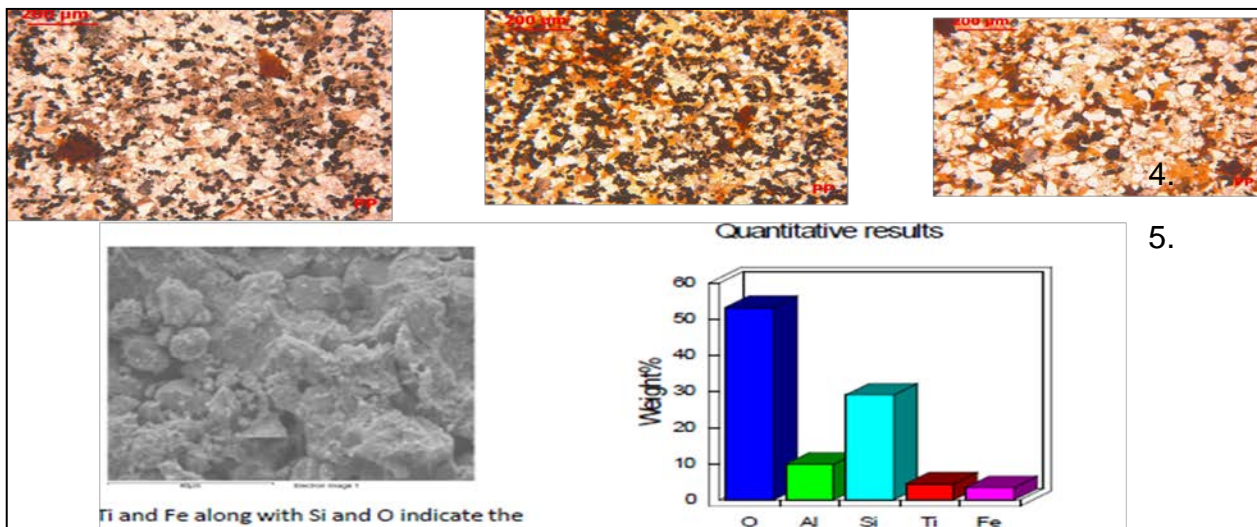 200 µm
200 µm
200 µm
PP
PP
PP
4.
5.
Quantitative results
Weight%
60
50
40
30
20
10
0
O Al Si Ti Fe
Electron Image 1
Ti and Fe along with Si and O indicate the